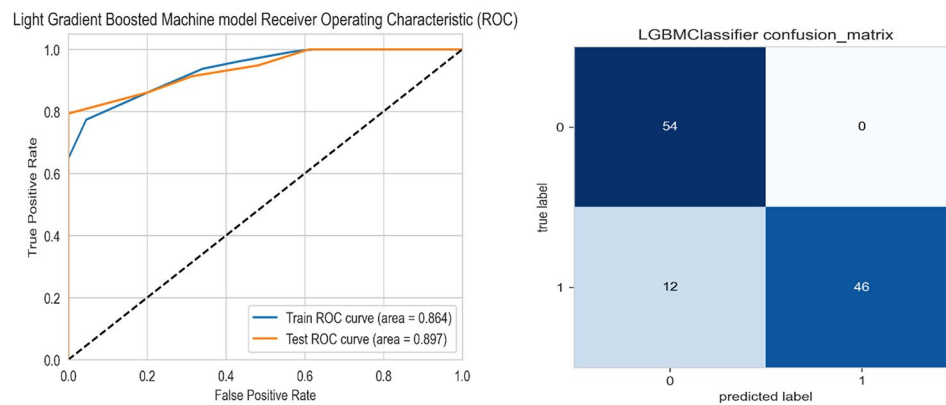 Light Gradient Boosted Machine model Receiver Operating Characteristic (ROC)
1.0
0.8
0.6
0.4
0.2
0.0
True Positive Rate
Train ROC curve (area = 0.864)
Test ROC curve (area = 0.897)
0.0 0.2 0.4 0.6 0.8 1.0
False Positive Rate
LGBMClassifier confusion_matrix
0 54 0
true label
1 12 46
0 1
predicted label